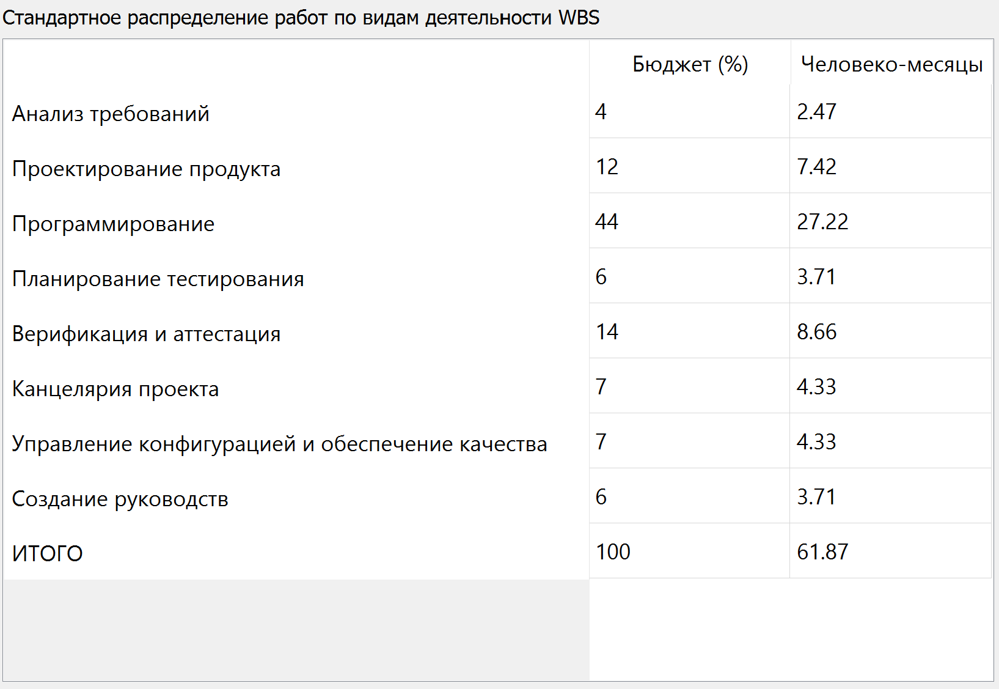 Стандартное распределение работ по видам деятельности WBS
Бюджет (%) Человеко-месяцы
Анализ требований 4 2.47
Проектирование продукта 12 7.42
Программирование 44 27.22
Планирование тестирования 6 3.71
Верификация и аттестация 14 8.66
Канцелярия проекта 7 4.33
Управление конфигурацией и обеспечение качества 7 4.33
Создание руководств 6 3.71
ИТОГО 100 61.87